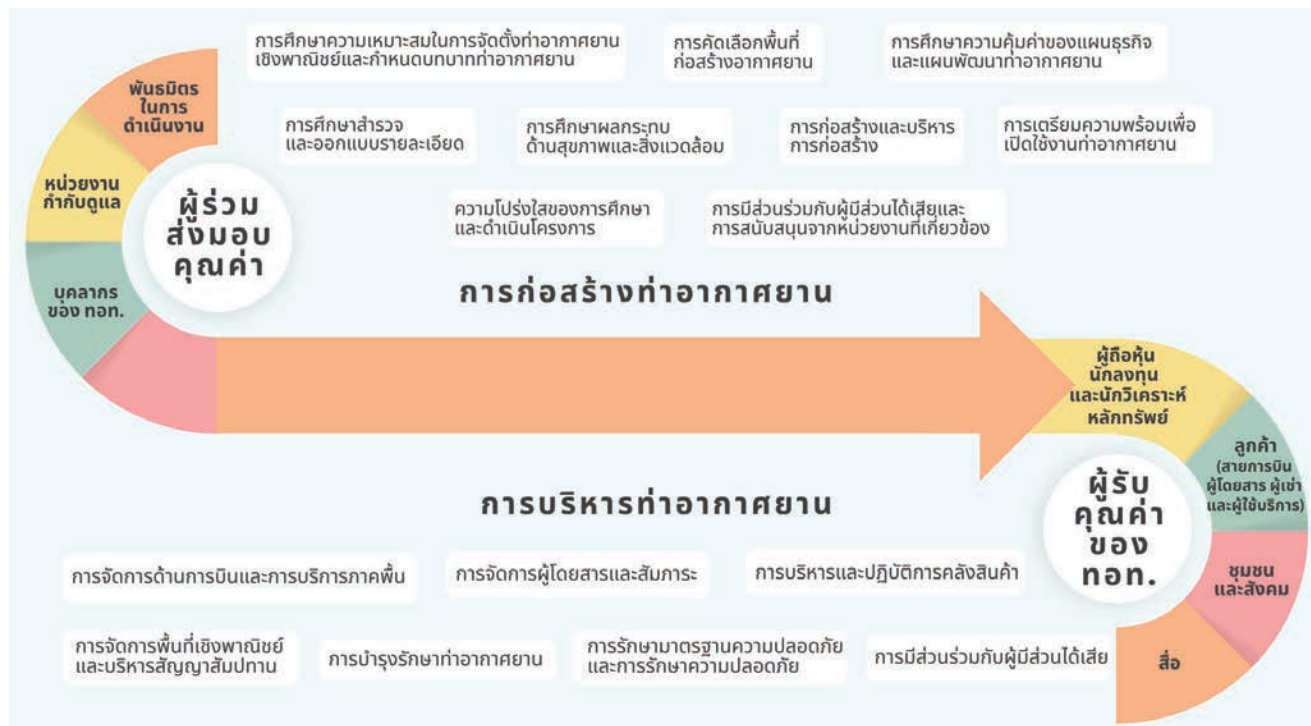 การศึกษาความเหมาะสมในการจัดตั้งท่าอากาศยาน
เชิงพาณิชย์และกำหนดบทบาทท่าอากาศยาน
การคัดเลือกพื้นที่
ก่อสร้างอากาศยาน
การศึกษาความคุ้มค่าของแผนธุรกิจ
และแผนพัฒนาท่าอากาศยาน
พันธมิตร
ในการ
ดำเนินงาน
การศึกษาสำรวจ
และออกแบบรายละเอียด
การศึกษาผลกระทบ
ด้านสุขภาพและสิ่งแวดล้อม
การก่อสร้างและบริหาร
การก่อสร้าง
การเตรียมความพร้อมเพื่อ
เปิดใช้งานท่าอากาศยาน
หน่วยงาน
กำกับดูแล
ผู้ร่วม
ส่งมอบ
คุณค่า
ความโปร่งใสของการศึกษา
และดำเนินโครงการ
การมีส่วนร่วมกับผู้มีส่วนได้เสียและ
การสนับสนุนจากหน่วยงานที่เกี่ยวข้อง
บุคลากร
ของ ทอท.
การก่อสร้างท่าอากาศยาน
ผู้ถือหุ้น
นักลงทุน
และนักวิเคราะห์
หลักทรัพย์
ลูกค้า
(สายการบิน
ผู้โดยสาร ผู้เช่า
และผู้ใช้บริการ)
การบริหารท่าอากาศยาน
ผู้รับ
คุณค่า
ของ
ทอท.
ชุมชน
และสังคม
การจัดการด้านการบินและการบริการภาคพื้น
การจัดการผู้โดยสารและสัมภาระ
การบริหารและปฏิบัติการคลังสินค้า
การจัดการพื้นที่เชิงพาณิชย์
และบริหารสัญญาสัมปทาน
การบำรุงรักษาท่าอากาศยาน
การรักษามาตรฐานความปลอดภัย
และการรักษาความปลอดภัย
การมีส่วนร่วมกับผู้มีส่วนได้เสีย
สื่อ